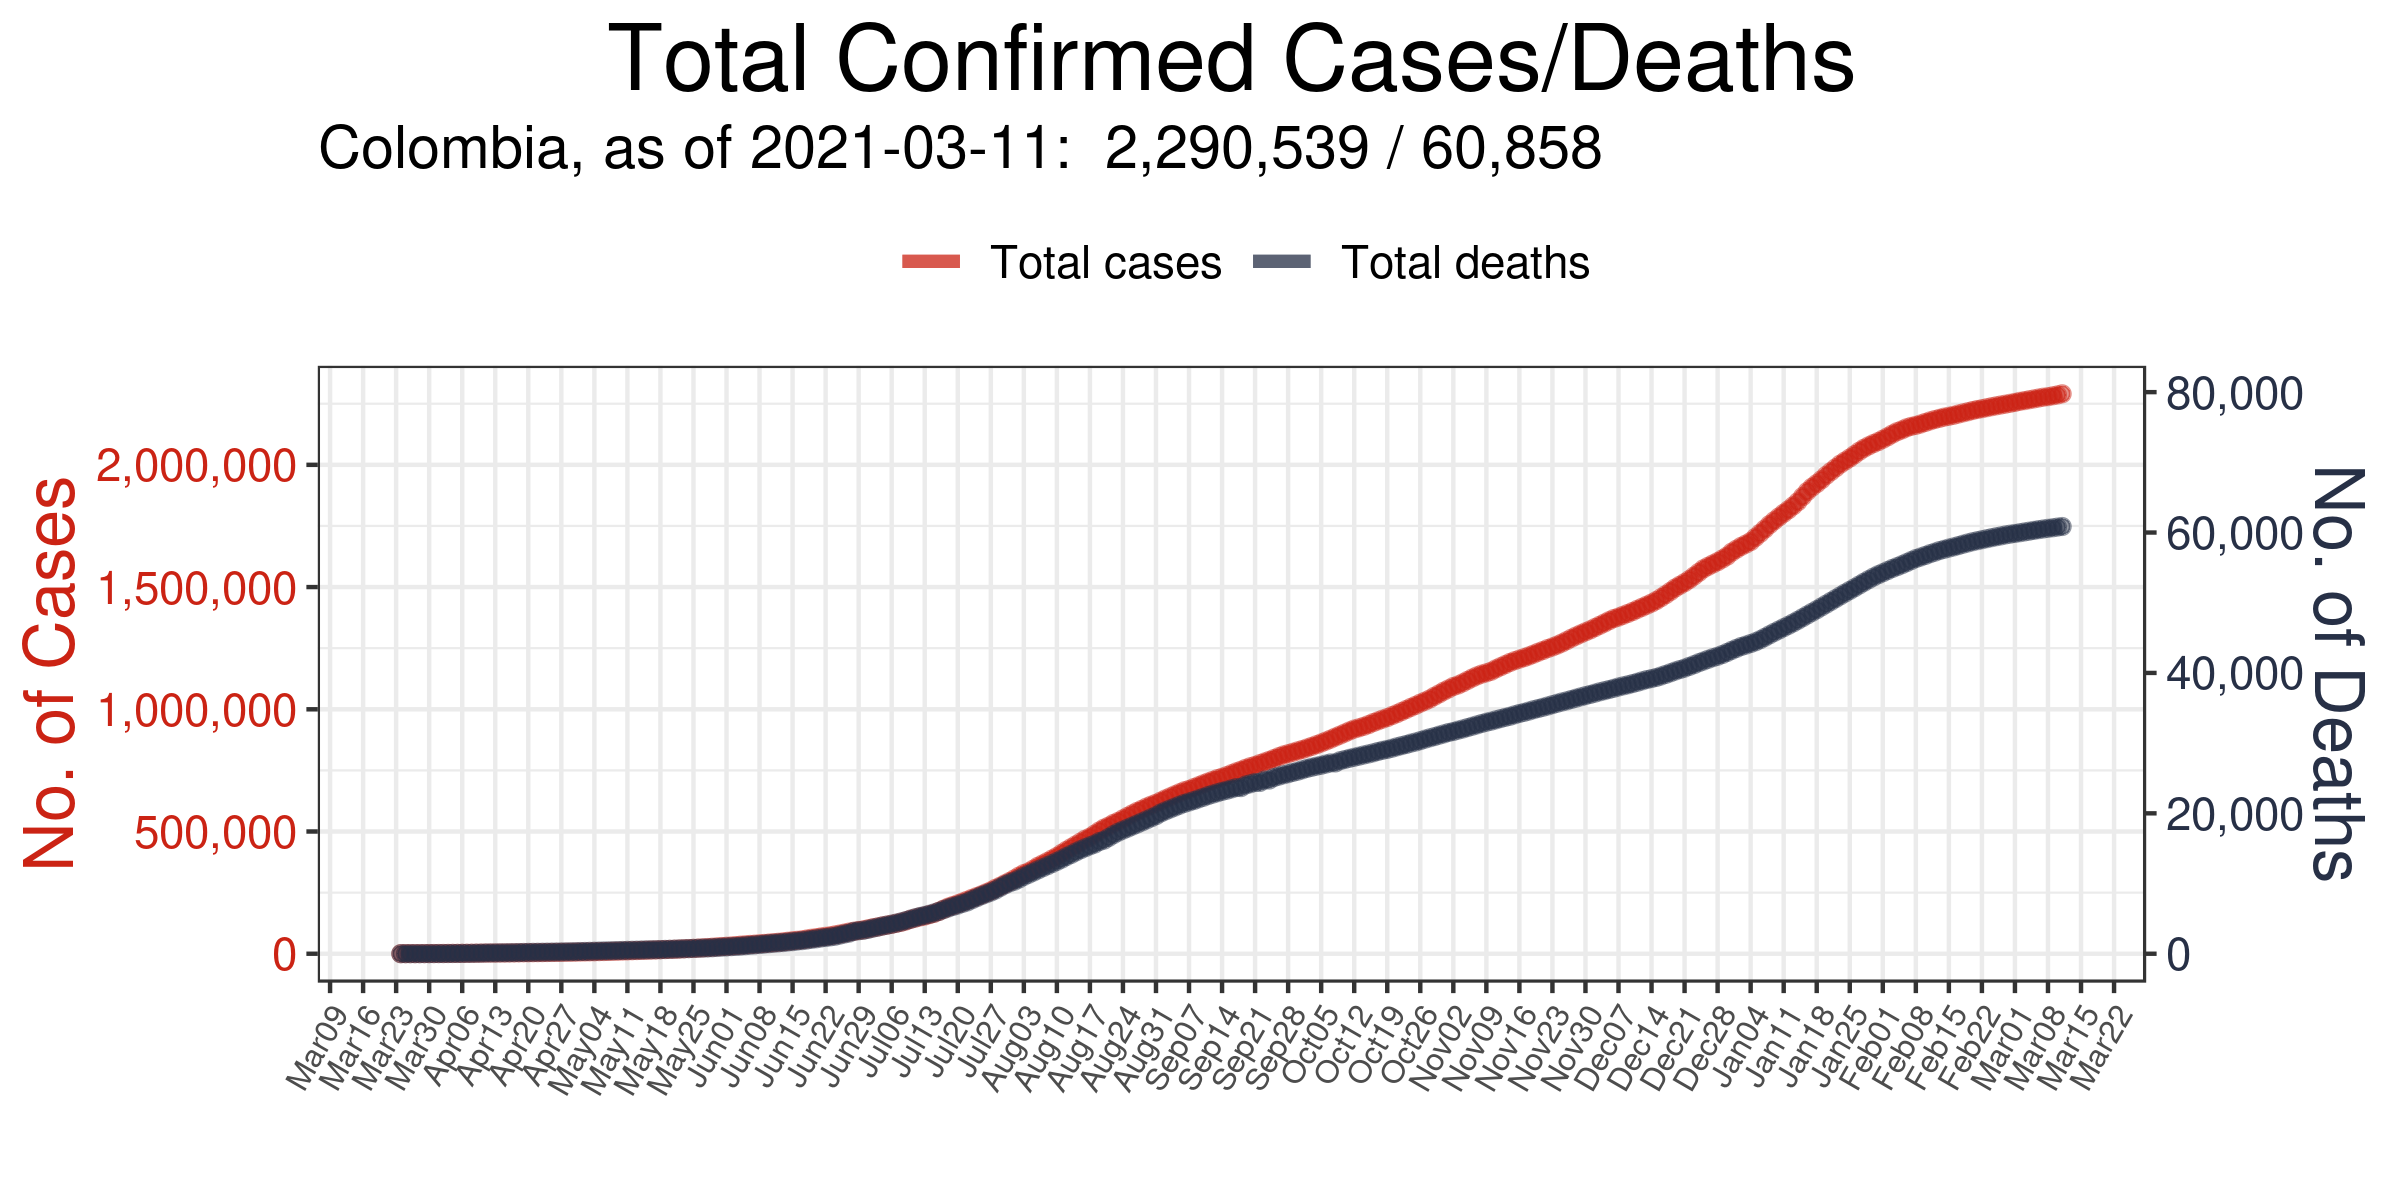 Total Confirmed Cases/Deaths
Colombia, as of 2021-03-11:  2,290,539 / 60,858
Total cases
Total deaths
No. of Cases
2,000,000
1,500,000
1,000,000
500,000
0
80,000
60,000
40,000
20,000
0
No. of Deaths
Mar09
Mar16
Mar23
Mar30
Apr06
Apr13
Apr20
Apr27
May04
May11
May18
May25
Jun01
Jun08
Jun15
Jun22
Jun29
Jul06
Jul13
Jul20
Jul27
Aug03
Aug10
Aug17
Aug24
Aug31
Sep07
Sep14
Sep21
Sep28
Oct05
Oct12
Oct19
Oct26
Nov02
Nov09
Nov16
Nov23
Nov30
Dec07
Dec14
Dec21
Dec28
Jan04
Jan11
Jan18
Jan25
Feb01
Feb08
Feb15
Feb22
Mar01
Mar08
Mar15
Mar22